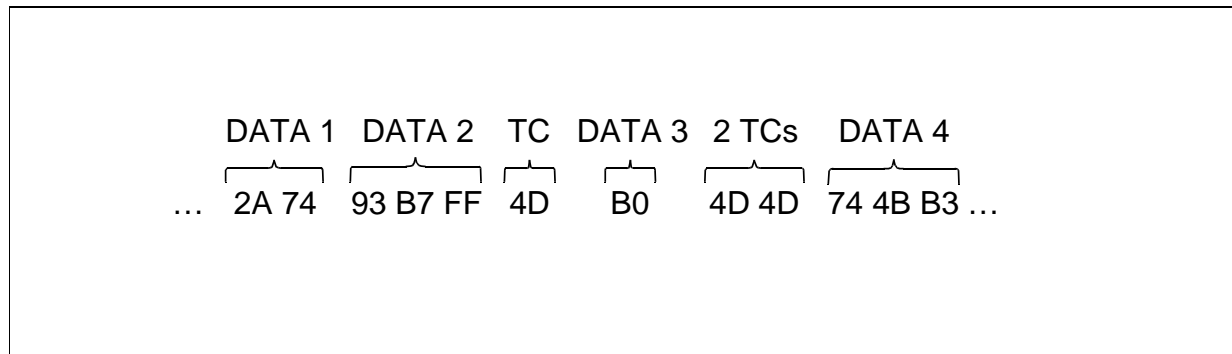 DATA 1 DATA 2 TC DATA 3 2 TCs DATA 4
… 2A 74 93 B7 FF 4D B0 4D 4D 74 4B B3 …